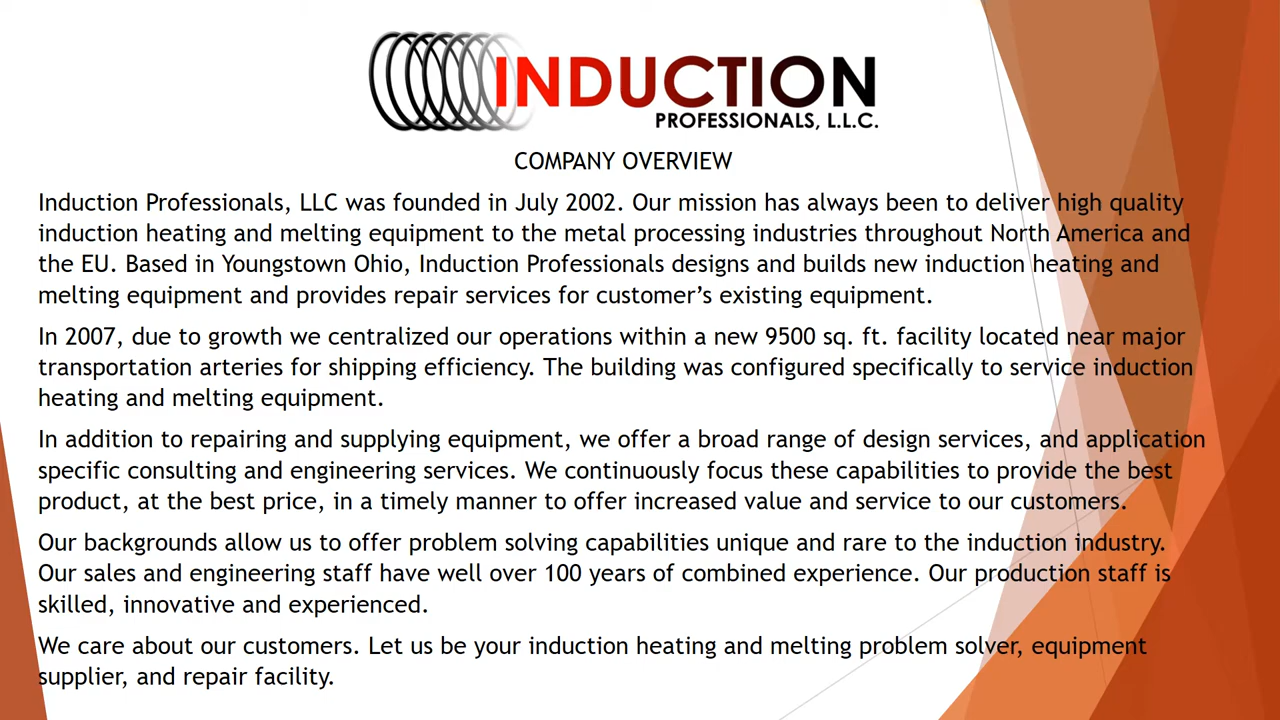 INDUCTION
PROFESSIONALS, L.L.C.
COMPANY OVERVIEW
Induction Professionals, LLC was founded in July 2002. Our mission has always been to deliver high quality
induction heating and melting equipment to the metal processing industries throughout North America and
the EU. Based in Youngstown Ohio, Induction Professionals designs and builds new induction heating and
melting equipment and provides repair services for customer’s existing equipment.
In 2007, due to growth we centralized our operations within a new 9500 sq. ft. facility located near major
transportation arteries for shipping efficiency. The building was configured specifically to service induction
heating and melting equipment.
In addition to repairing and supplying equipment, we offer a broad range of design services, and application
specific consulting and engineering services. We continuously focus these capabilities to provide the best
product, at the best price, in a timely manner to offer increased value and service to our customers.
Our backgrounds allow us to offer problem solving capabilities unique and rare to the induction industry.
Our sales and engineering staff have well over 100 years of combined experience. Our production staff is
skilled, innovative and experienced.
We care about our customers. Let us be your induction heating and melting problem solver, equipment
supplier, and repair facility.